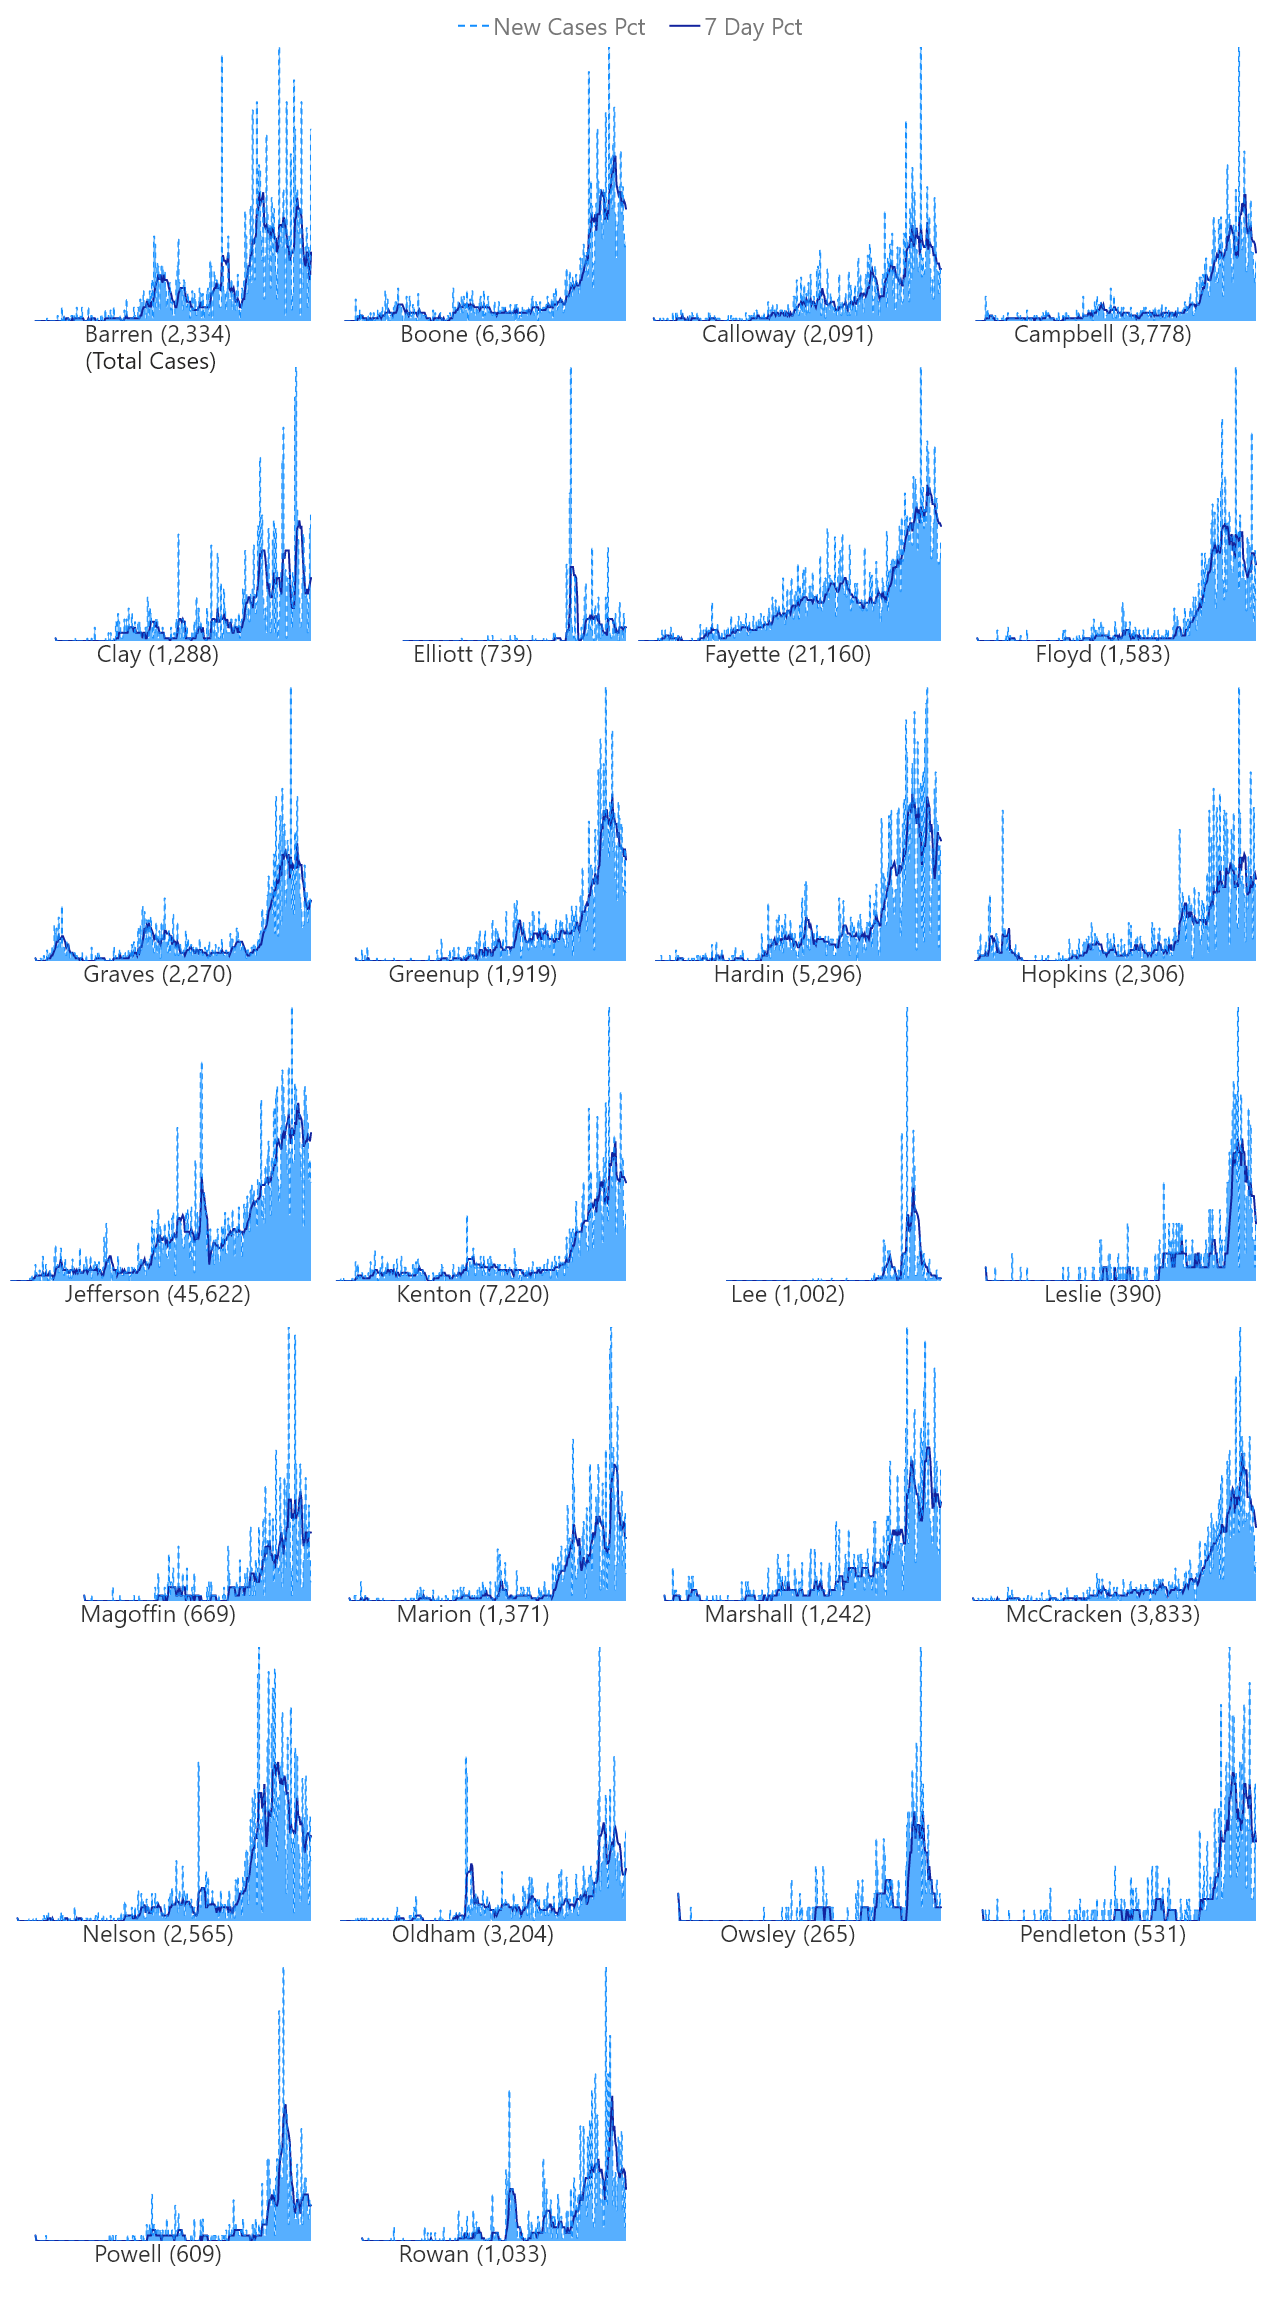 New Cases Pct 7 Day Pct
Barren (2,334) Boone (6,366) Calloway (2,091) Campbell (3,778)
(Total Cases)
Clay (1,288) Elliott (739) Fayette (21,160) Floyd (1,583)
Graves (2,270) Greenup (1,919) Hardin (5,296) Hopkins (2,306)
Jefferson (45,622) Kenton (7,220) Lee (1,002) Leslie (390)
Magoffin (669) Marion (1,371) Marshall (1,242) McCracken (3,833)
Nelson (2,565) Oldham (3,204) Owsley (265) Pendleton (531)
Powell (609) Rowan (1,033)